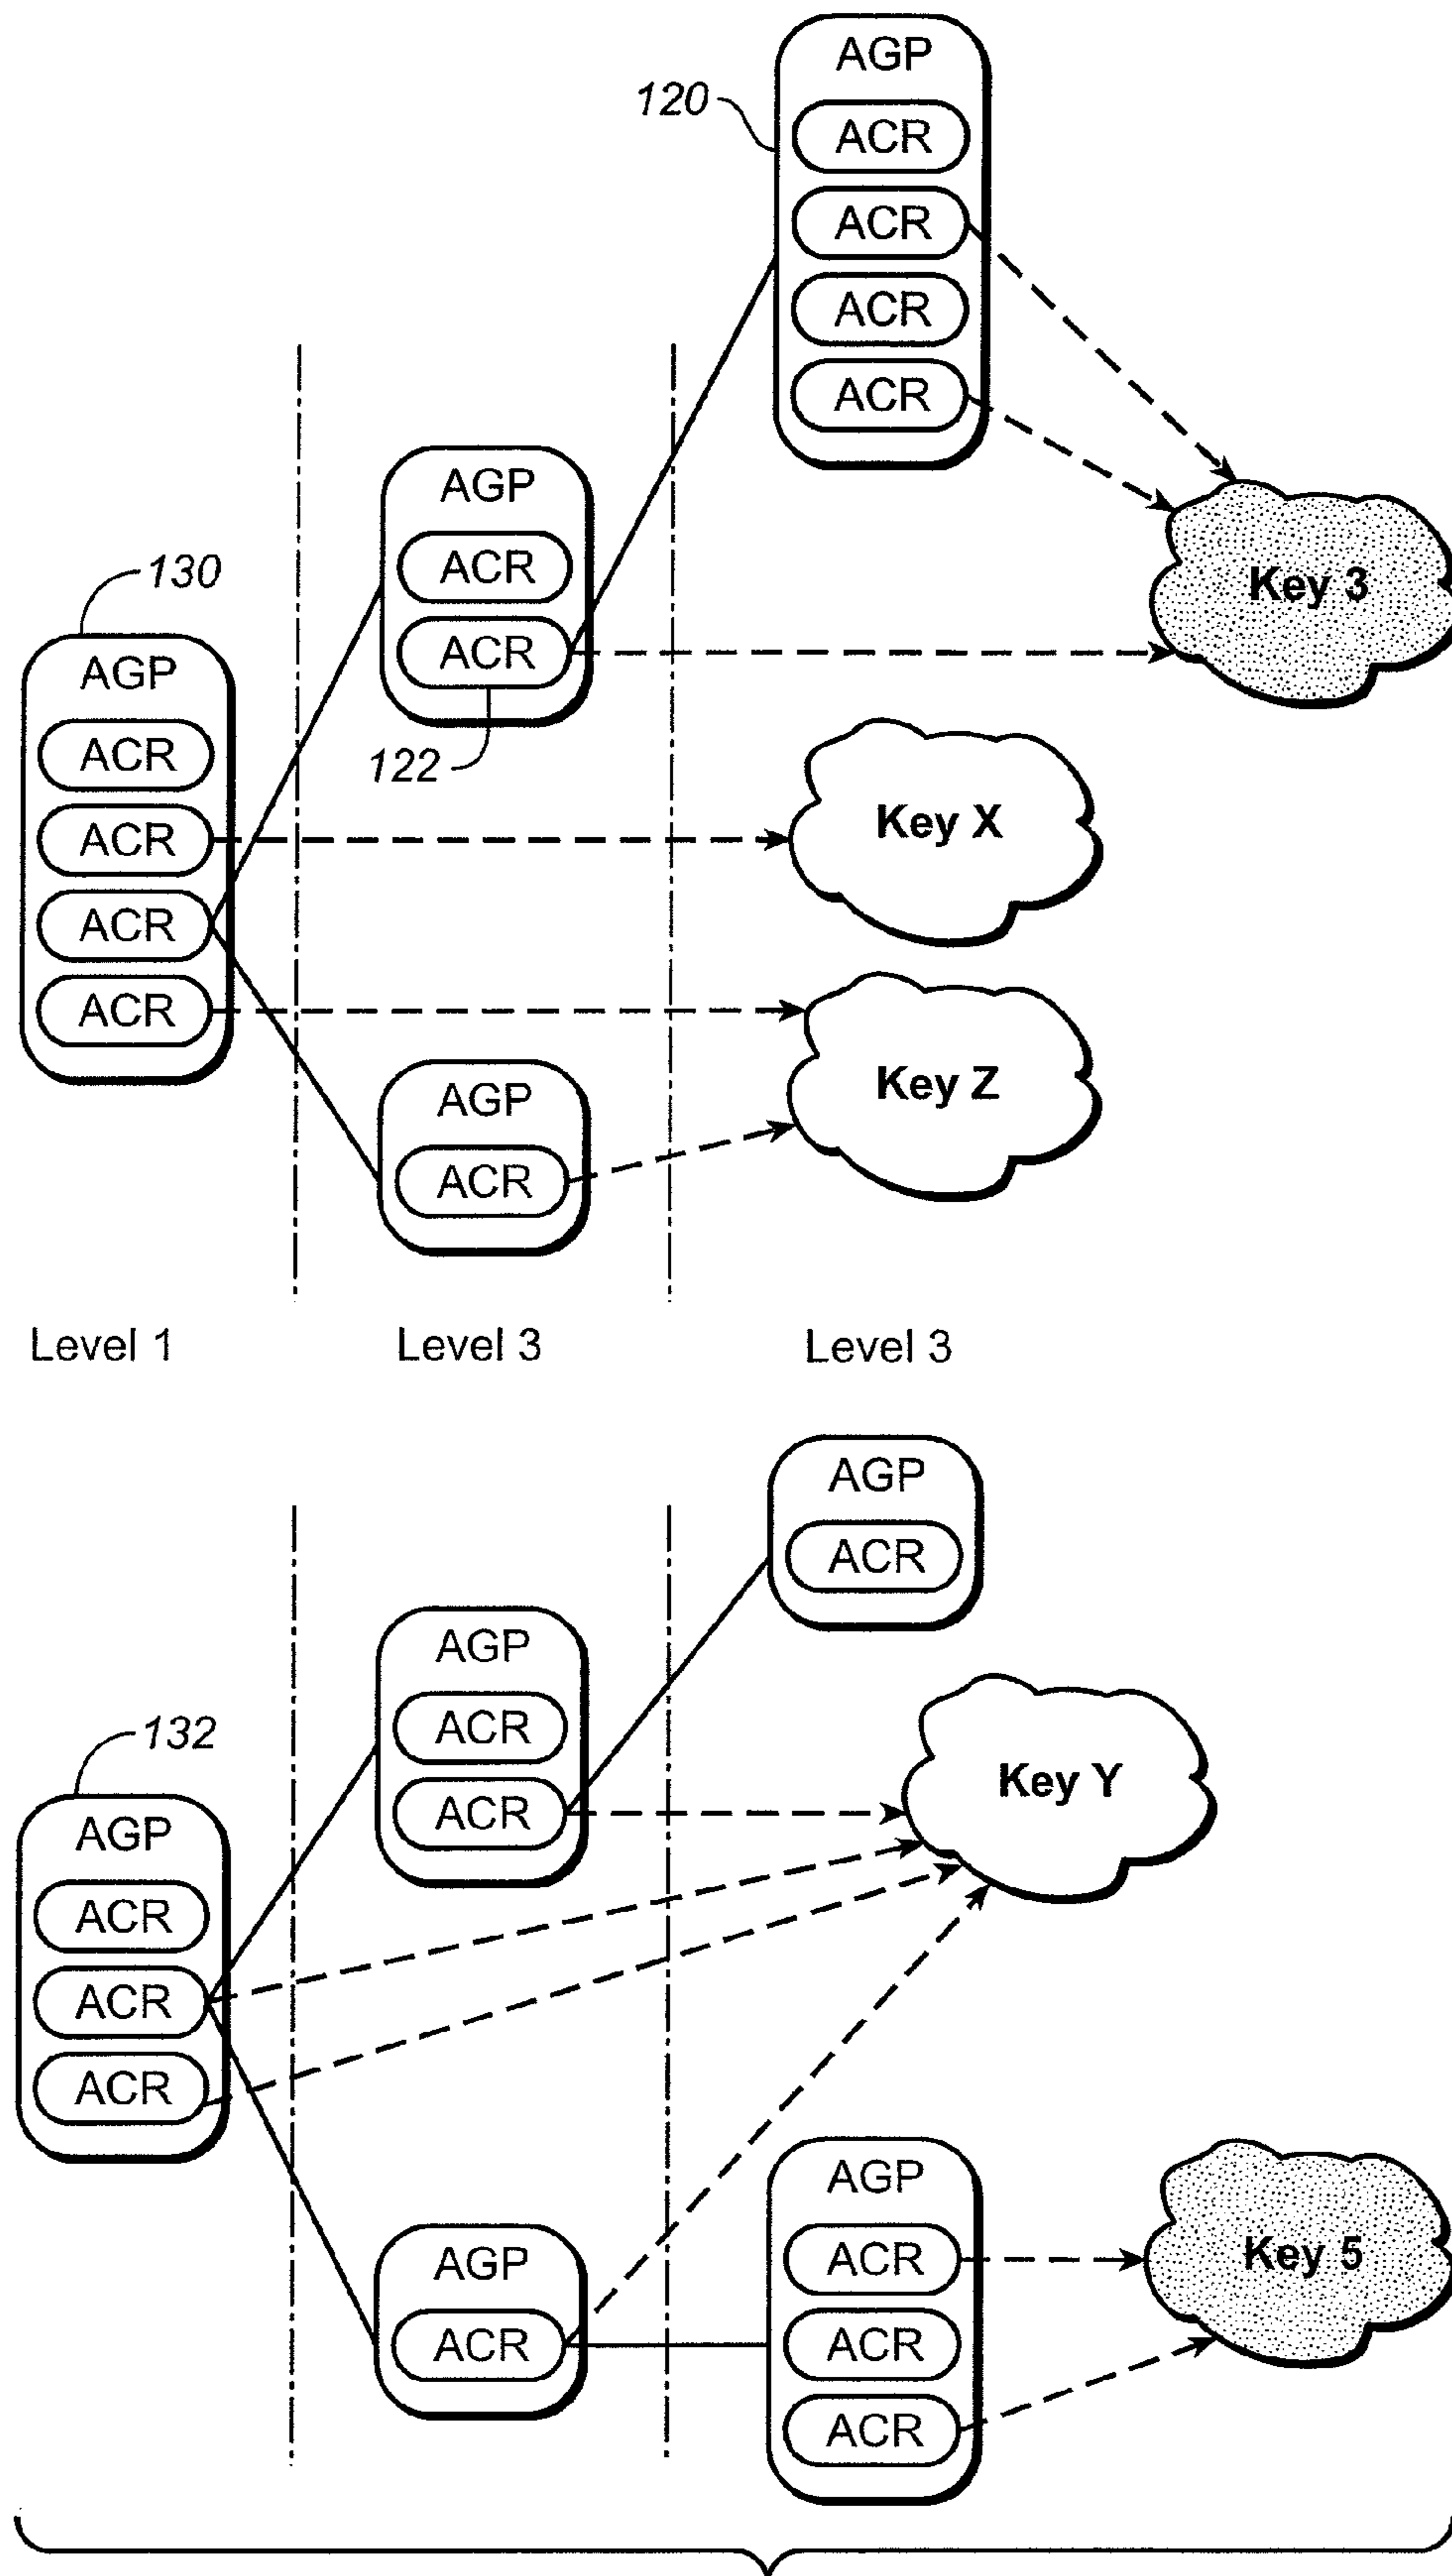 AGP
120
ACR
ACR
ACR
ACR
AGP
ACR
ACR
122
Key 3
130
AGP
ACR
ACR
ACR
ACR
Key X
Key Z
AGP
ACR
Level 1
Level 3
Level 3
AGP
ACR
AGP
ACR
ACR
Key Y
132
AGP
ACR
ACR
ACR
AGP
ACR
AGP
ACR
ACR
ACR
Key 5